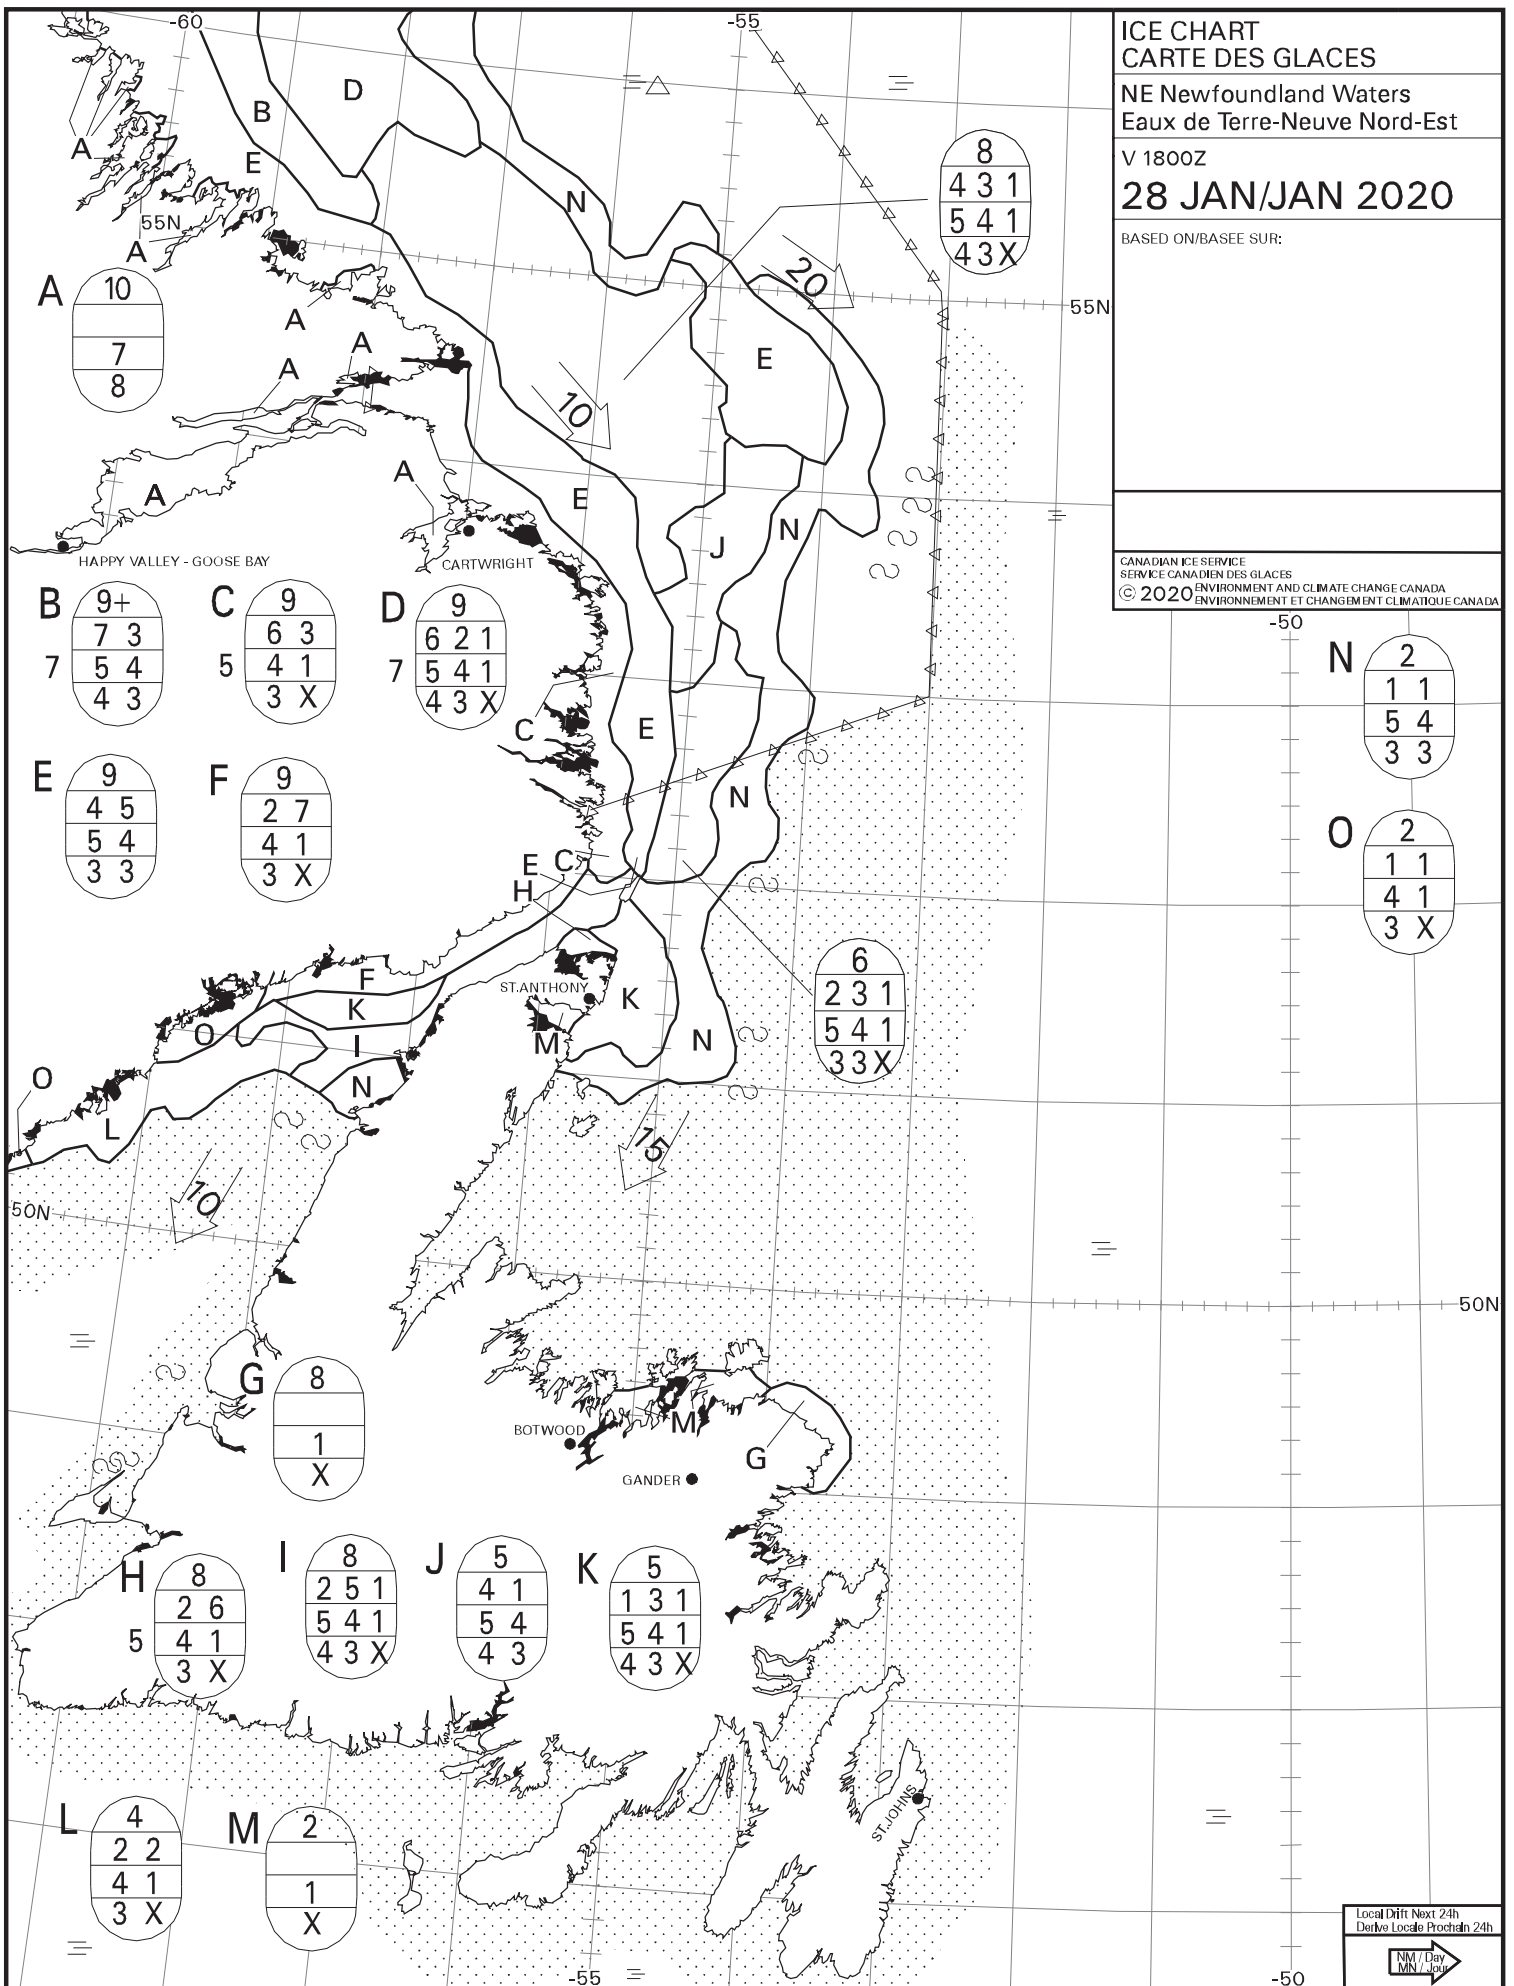 -60
-55
ICE CHART
CARTE DES GLACES
NE Newfoundland Waters
Eaux de Terre-Neuve Nord-Est
V 1800Z
28 JAN/JAN 2020
BASED ON/BASEE SUR:
CANADIAN ICE SERVICE
SERVICE CANADIEN DES GLACES
© 2020 ENVIRONMENT AND CLIMATE CHANGE CANADA
ENVIRONNEMENT ET CHANGEMENT CLIMATIQUE CANADA
D
B
A
E
N
8
4 3 1
5 4 1
4 3 X
55N
A
20
55N
A
10
7
8
A
A
A
E
10
A
A
E
N
J
HAPPY VALLEY - GOOSE BAY
CARTWRIGHT
B
9+
7 3
7
5 4
4 3
C
9
6 3
5
4 1
3 X
D
9
6 2 1
7
5 4 1
4 3 X
-50
N
2
1 1
5 4
3 3
C
E
E
9
4 5
5 4
3 3
F
9
2 7
4 1
3 X
N
O
2
1 1
4 1
3 X
E
C
H
6
2 3 1
5 4 1
3 3 X
F
ST.ANTHONY
K
K
O
I
M
N
O
N
L
15
10
50N
50N
G
8
1
X
BOTWOOD
M
GANDER
G
H
8
2 6
5
4 1
3 X
I
8
2 5 1
5 4 1
4 3 X
J
5
4 1
5 4
4 3
K
5
1 3 1
5 4 1
4 3 X
ST.JOHNS
L
4
2 2
4 1
3 X
M
2
1
X
Local Drift Next 24h
Derive Locale Prochain 24h
NM / Day
MN / Jour
-55
-50